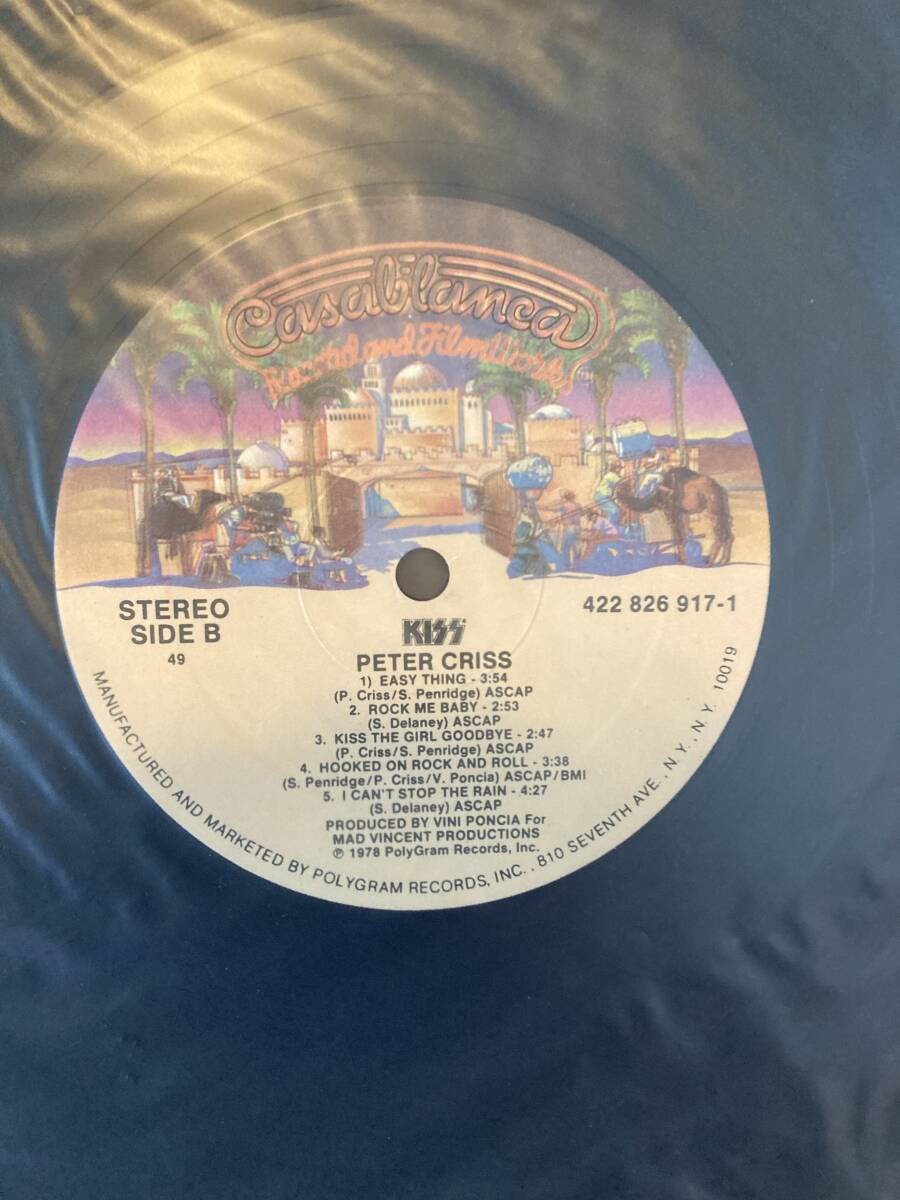 Casablanca
Record and FilmWorks
STEREO
SIDE B
49
422 826 917-1
KISS
PETER CRISS
1) EASY THING - 3:54
(P. Criss/S. Penridge) ASCAP
2. ROCK ME BABY - 2:53
(S. Delaney) ASCAP
3. KISS THE GIRL GOODBYE - 2:47
(P. Criss/S. Penridge) ASCAP
4. HOOKED ON ROCK AND ROLL - 3:38
(S. Penridge/P. Criss/V. Poncia) ASCAP/BMI
5. I CAN'T STOP THE RAIN - 4:27
(S. Delaney) ASCAP
PRODUCED BY VINI PONCIA For
MAD VINCENT PRODUCTIONS
℗ 1978 PolyGram Records, Inc.
MANUFACTURED AND MARKETED BY POLYGRAM RECORDS, INC., 810 SEVENTH AVE., N.Y., N.Y. 10019